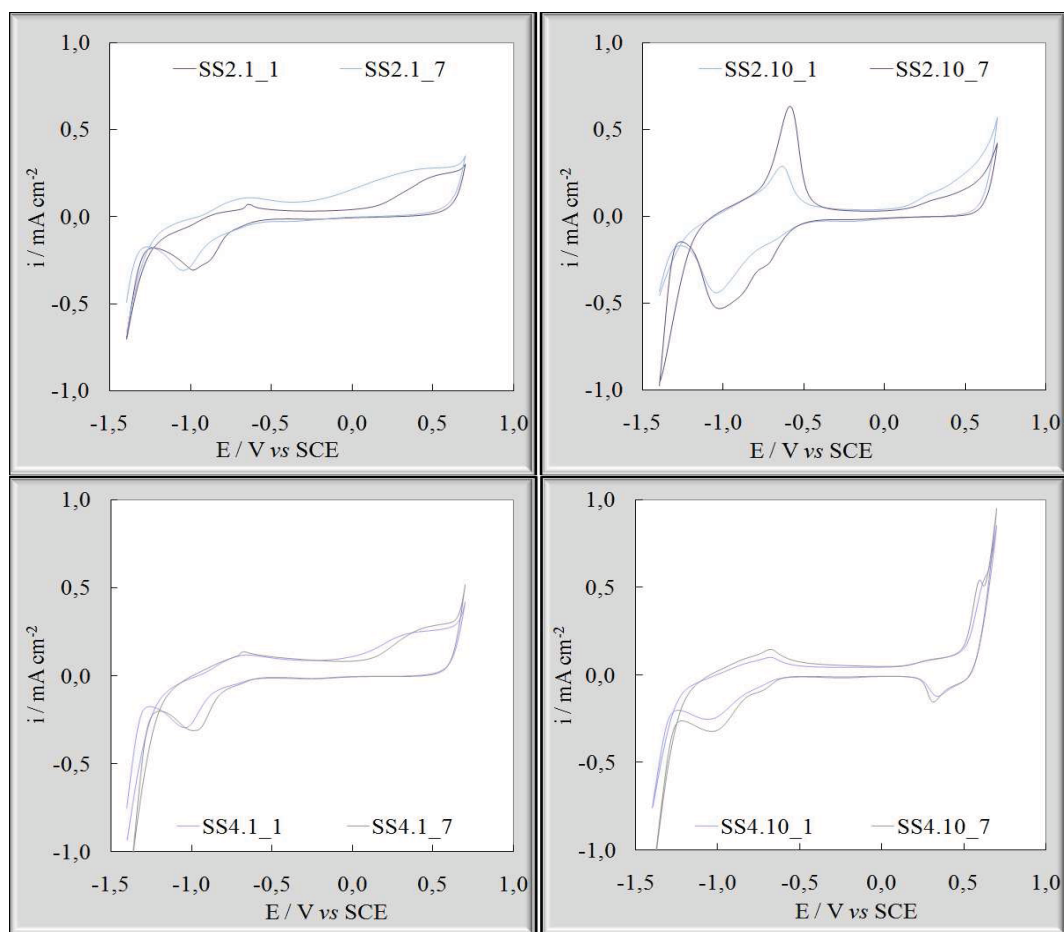 1,0
SS2.1_1 SS2.1_7
0,5
0,0
-0,5
-1,0
-1,5 -1,0 -0,5 0,0 0,5 1,0
E / V vs SCE
i / mA cm-2
1,0
SS2.10_1 SS2.10_7
0,5
0,0
-0,5
-1,0
-1,5 -1,0 -0,5 0,0 0,5 1,0
E / V vs SCE
i / mA cm-2
1,0
0,5
0,0
-0,5
SS4.1_1 SS4.1_7
-1,0
-1,5 -1,0 -0,5 0,0 0,5 1,0
E / V vs SCE
i / mA cm-2
1,0
0,5
0,0
-0,5
SS4.10_1 SS4.10_7
-1,0
-1,5 -1,0 -0,5 0,0 0,5 1,0
E / V vs SCE
i / mA cm-2